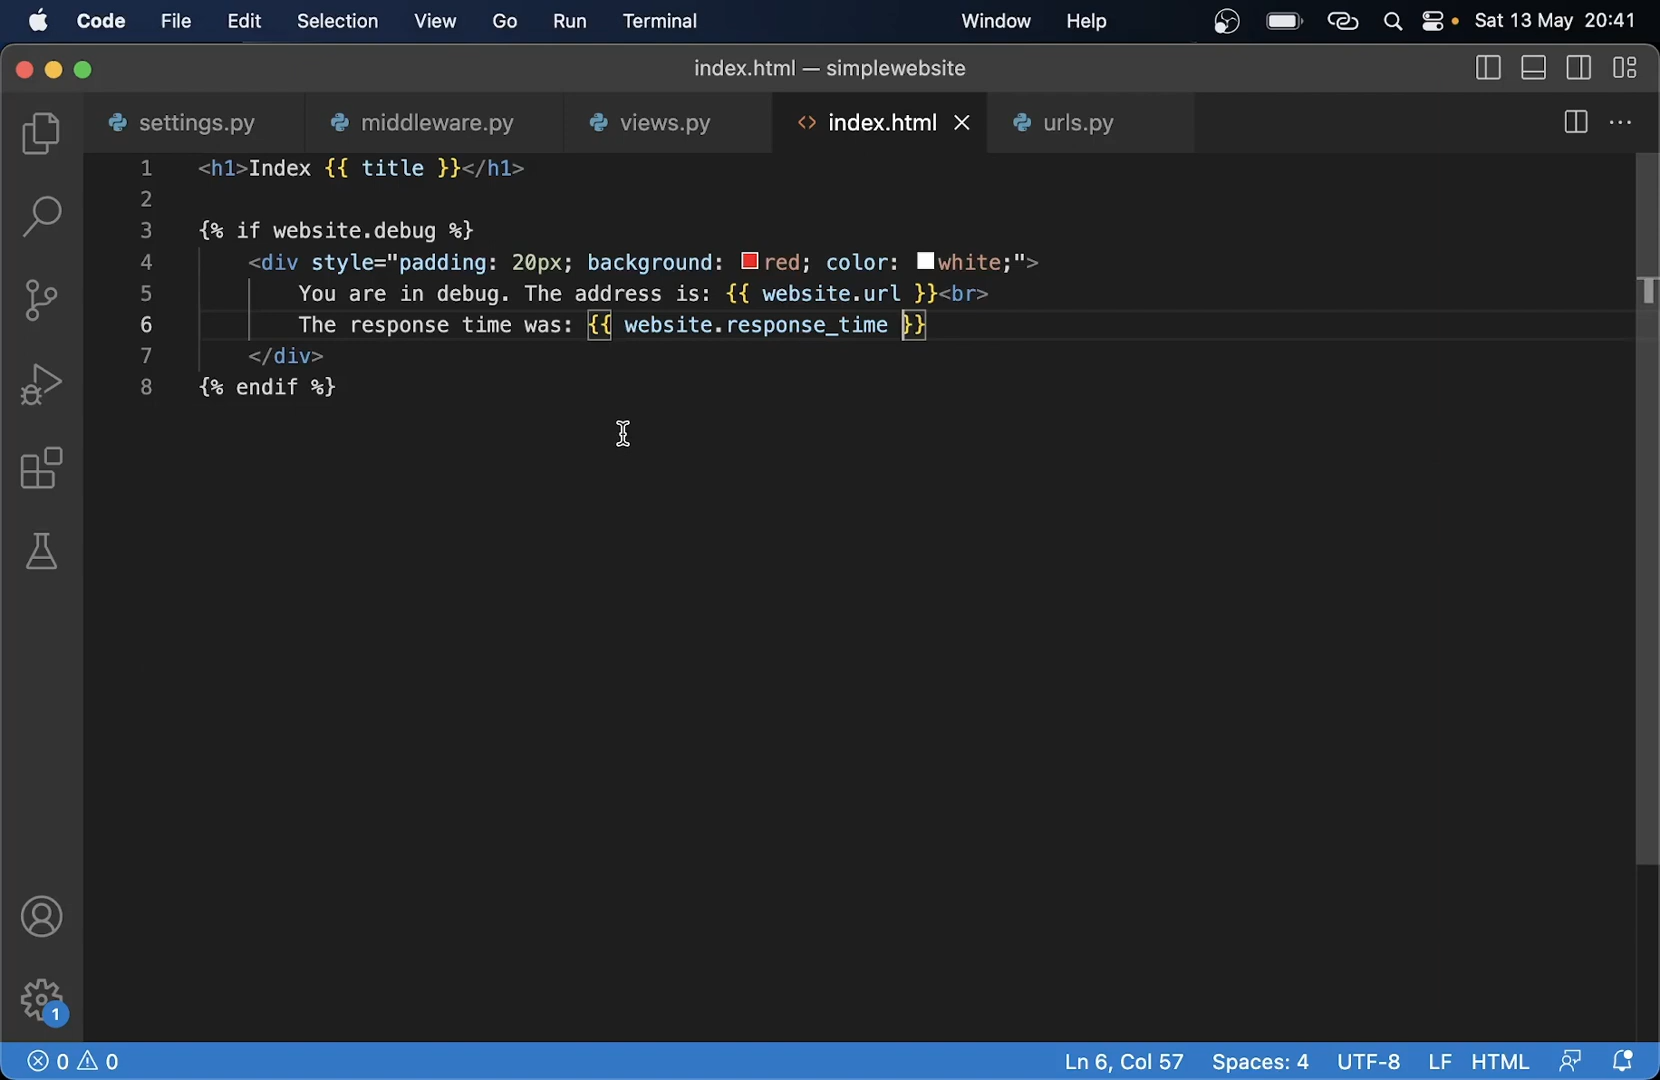 Code File Edit Selection View Go Run Terminal Window Help Sat 13 May 20:41
index.html — simplewebsite
settings.py middleware.py views.py <> index.html urls.py
1 <h1>Index {{ title }}</h1>
2
3 {% if website.debug %}
4 <div style="padding: 20px; background: red; color: white;">
5 You are in debug. The address is: {{ website.url }}<br>
6 The response time was: {{ website.response_time }}
7 </div>
8 {% endif %}
1
0 0 Ln 6, Col 57 Spaces: 4 UTF-8 LF HTML